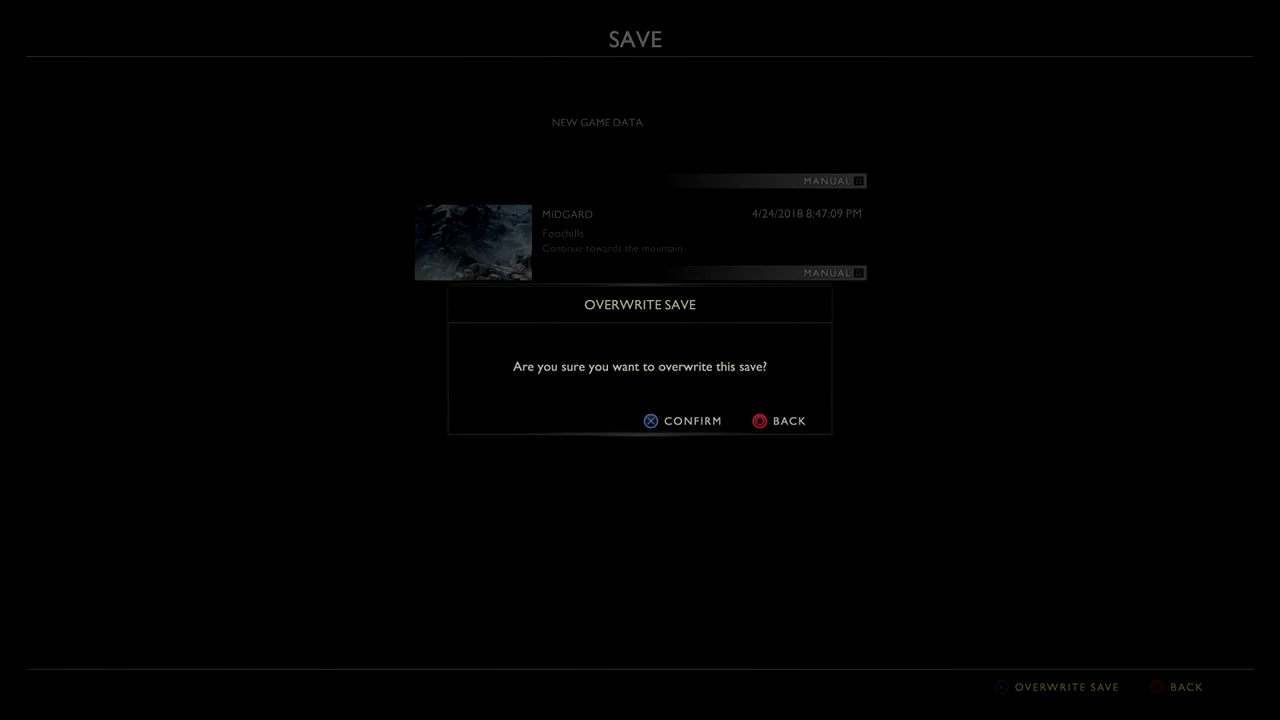 SAVE
NEW GAME DATA
MANUAL
MIDGARD 4/24/2018 8:47:09 PM
Foothills
Continue towards the mountain
MANUAL
OVERWRITE SAVE
Are you sure you want to overwrite this save?
CONFIRM BACK
OVERWRITE SAVE BACK